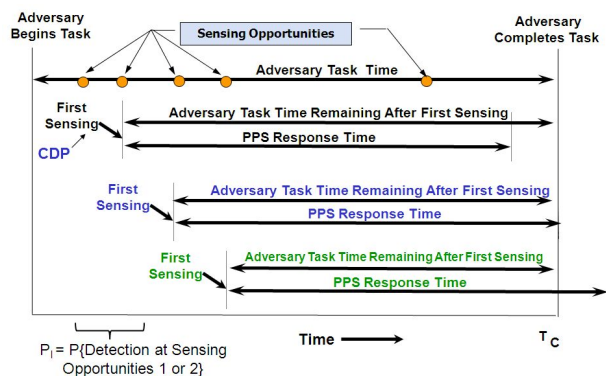 Adversary
Begins Task
Sensing Opportunities
Adversary
Completes Task
Adversary Task Time
First
Sensing
CDP
Adversary Task Time Remaining After First Sensing
PPS Response Time
First
Sensing
Adversary Task Time Remaining After First Sensing
PPS Response Time
First
Sensing
Adversary Task Time Remaining After First Sensing
PPS Response Time
Time
T C
P I = P{Detection at Sensing
Opportunities 1 or 2}